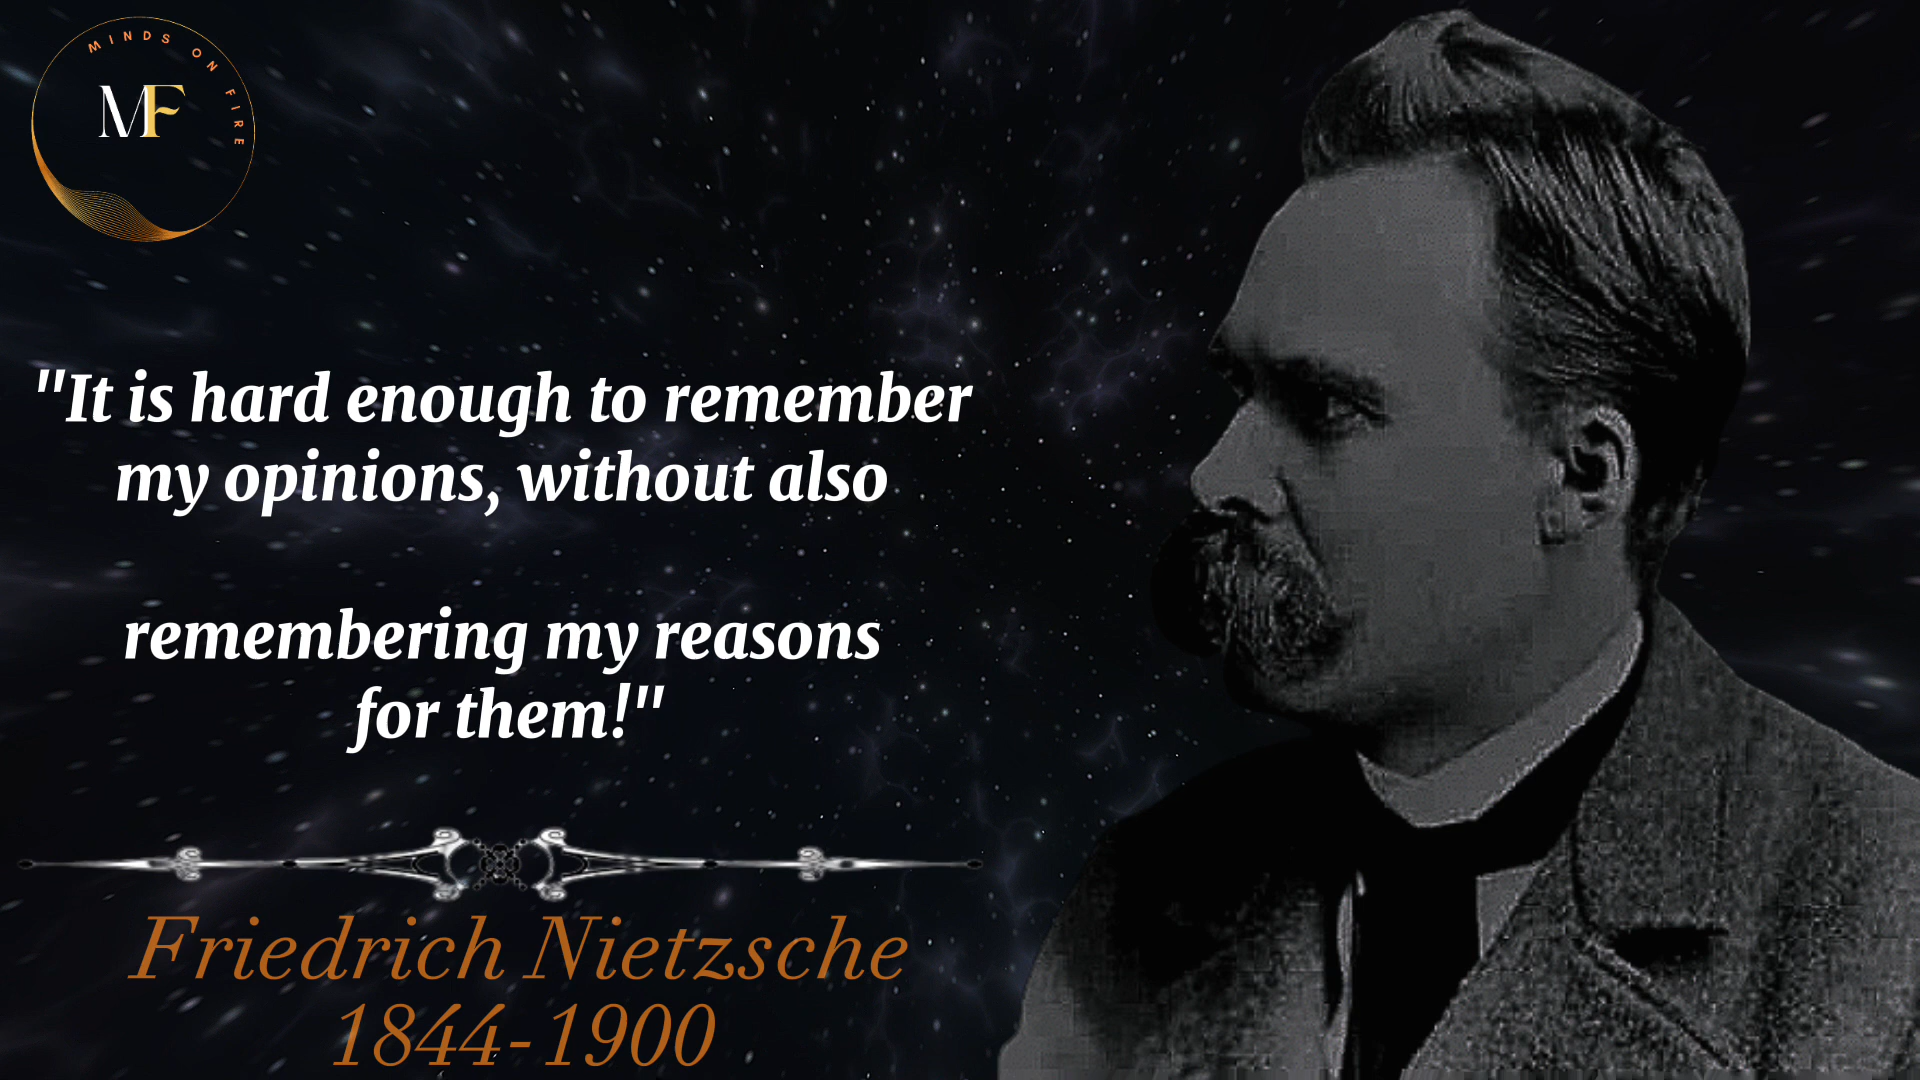 MINDS ON FIRE
MF
"It is hard enough to remember
my opinions, without also
remembering my reasons
for them!"
Friedrich Nietzsche
1844-1900